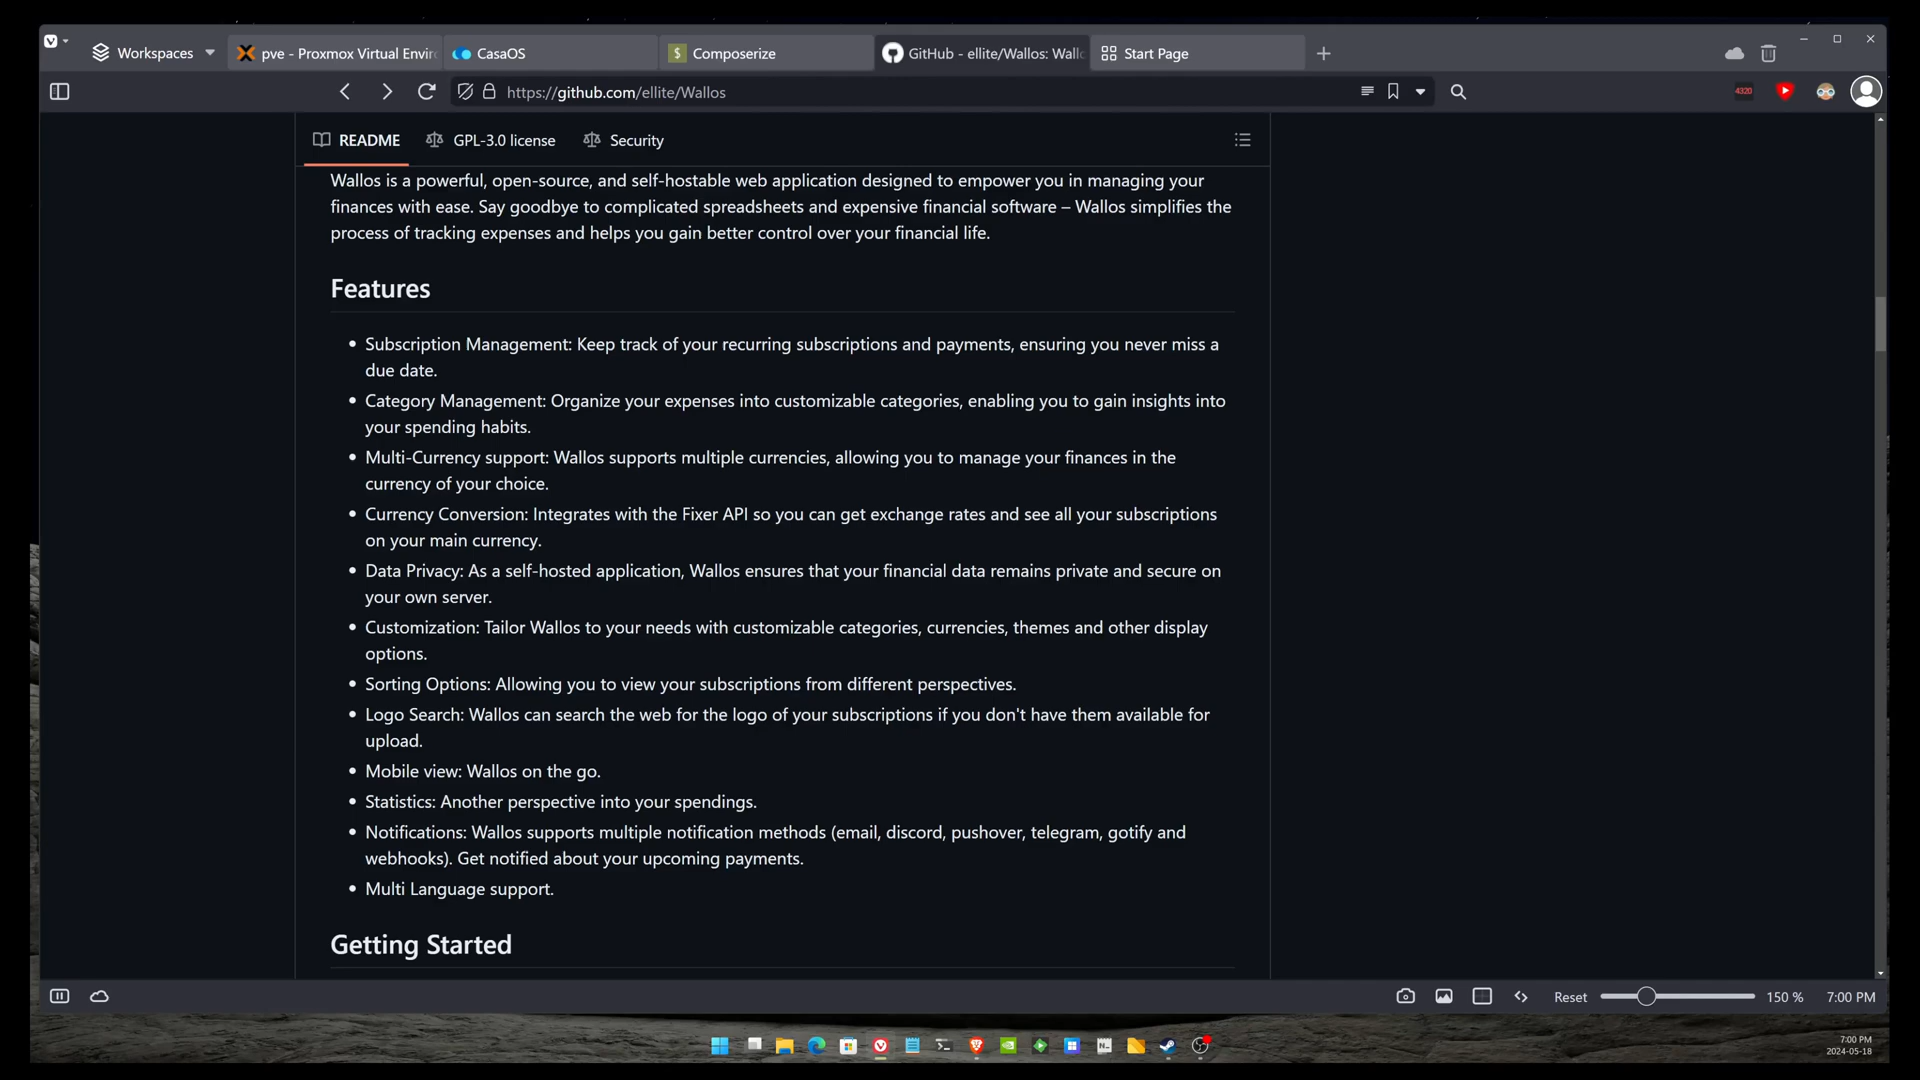 Workspaces
pve - Proxmox Virtual Envir
CasaOS
$ Composerize
GitHub - ellite/Wallos: Wallo
Start Page
https://github.com/ellite/Wallos
4320
README
GPL-3.0 license
Security
Wallos is a powerful, open-source, and self-hostable web application designed to empower you in managing your
finances with ease. Say goodbye to complicated spreadsheets and expensive financial software – Wallos simplifies the
process of tracking expenses and helps you gain better control over your financial life.
Features
• Subscription Management: Keep track of your recurring subscriptions and payments, ensuring you never miss a
due date.
• Category Management: Organize your expenses into customizable categories, enabling you to gain insights into
your spending habits.
• Multi-Currency support: Wallos supports multiple currencies, allowing you to manage your finances in the
currency of your choice.
• Currency Conversion: Integrates with the Fixer API so you can get exchange rates and see all your subscriptions
on your main currency.
• Data Privacy: As a self-hosted application, Wallos ensures that your financial data remains private and secure on
your own server.
• Customization: Tailor Wallos to your needs with customizable categories, currencies, themes and other display
options.
• Sorting Options: Allowing you to view your subscriptions from different perspectives.
• Logo Search: Wallos can search the web for the logo of your subscriptions if you don't have them available for
upload.
• Mobile view: Wallos on the go.
• Statistics: Another perspective into your spendings.
• Notifications: Wallos supports multiple notification methods (email, discord, pushover, telegram, gotify and
webhooks). Get notified about your upcoming payments.
• Multi Language support.
Getting Started
Reset
150 %
7:00 PM
7:00 PM
2024-05-18